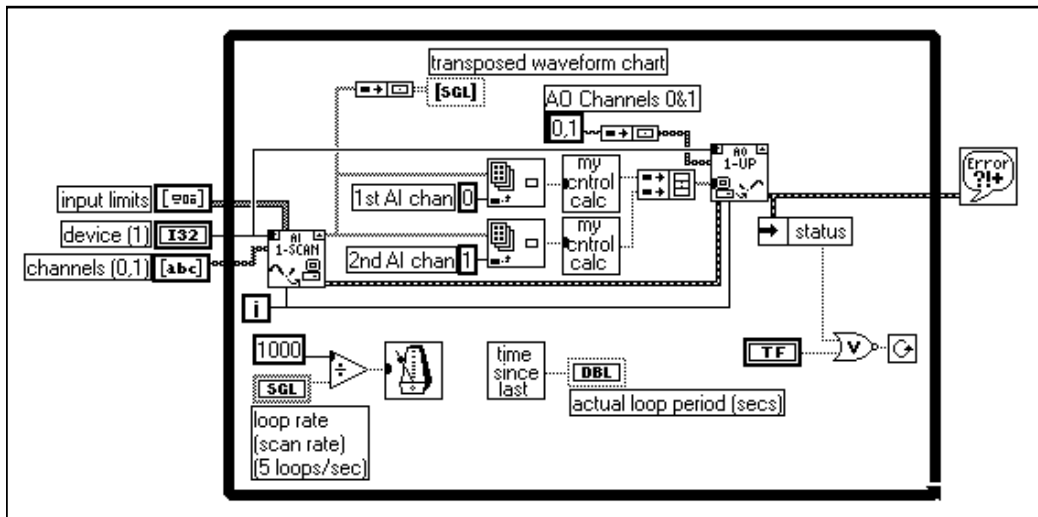 transposed waveform chart
[SGL]
AO Channels 0&1
0,1
AO
1-UP
Error
?!+
my
cntrol
calc
1st AI chan
0
input limits
device (1)
I32
channels (0,1)
[abc]
AI
1-SCAN
my
cntrol
calc
2nd AI chan
1
status
i
1000
÷
SGL
loop rate
(scan rate)
(5 loops/sec)
time
since
last
DBL
actual loop period (secs)
TF
V